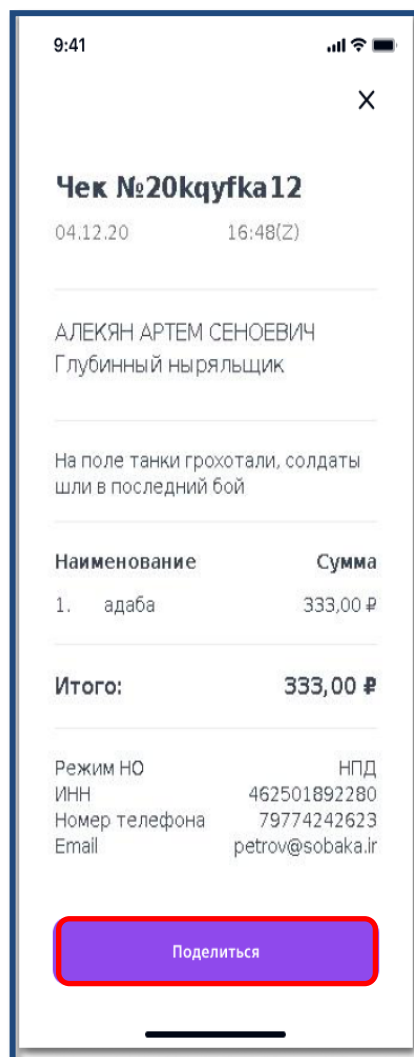 9:41
Чек №20kqyfka12
04.12.20 16:48(Z)
АЛЕКЯН АРТЕМ СЕНОЕВИЧ
Глубинный ныряльщик
На поле танки грохотали, солдаты
шли в последний бой
Наименование Сумма
1. адаба 333,00 ₽
Итого: 333,00 ₽
Режим НО НПД
ИНН 462501892280
Номер телефона 79774242623
Email petrov@sobaka.ir
Поделиться